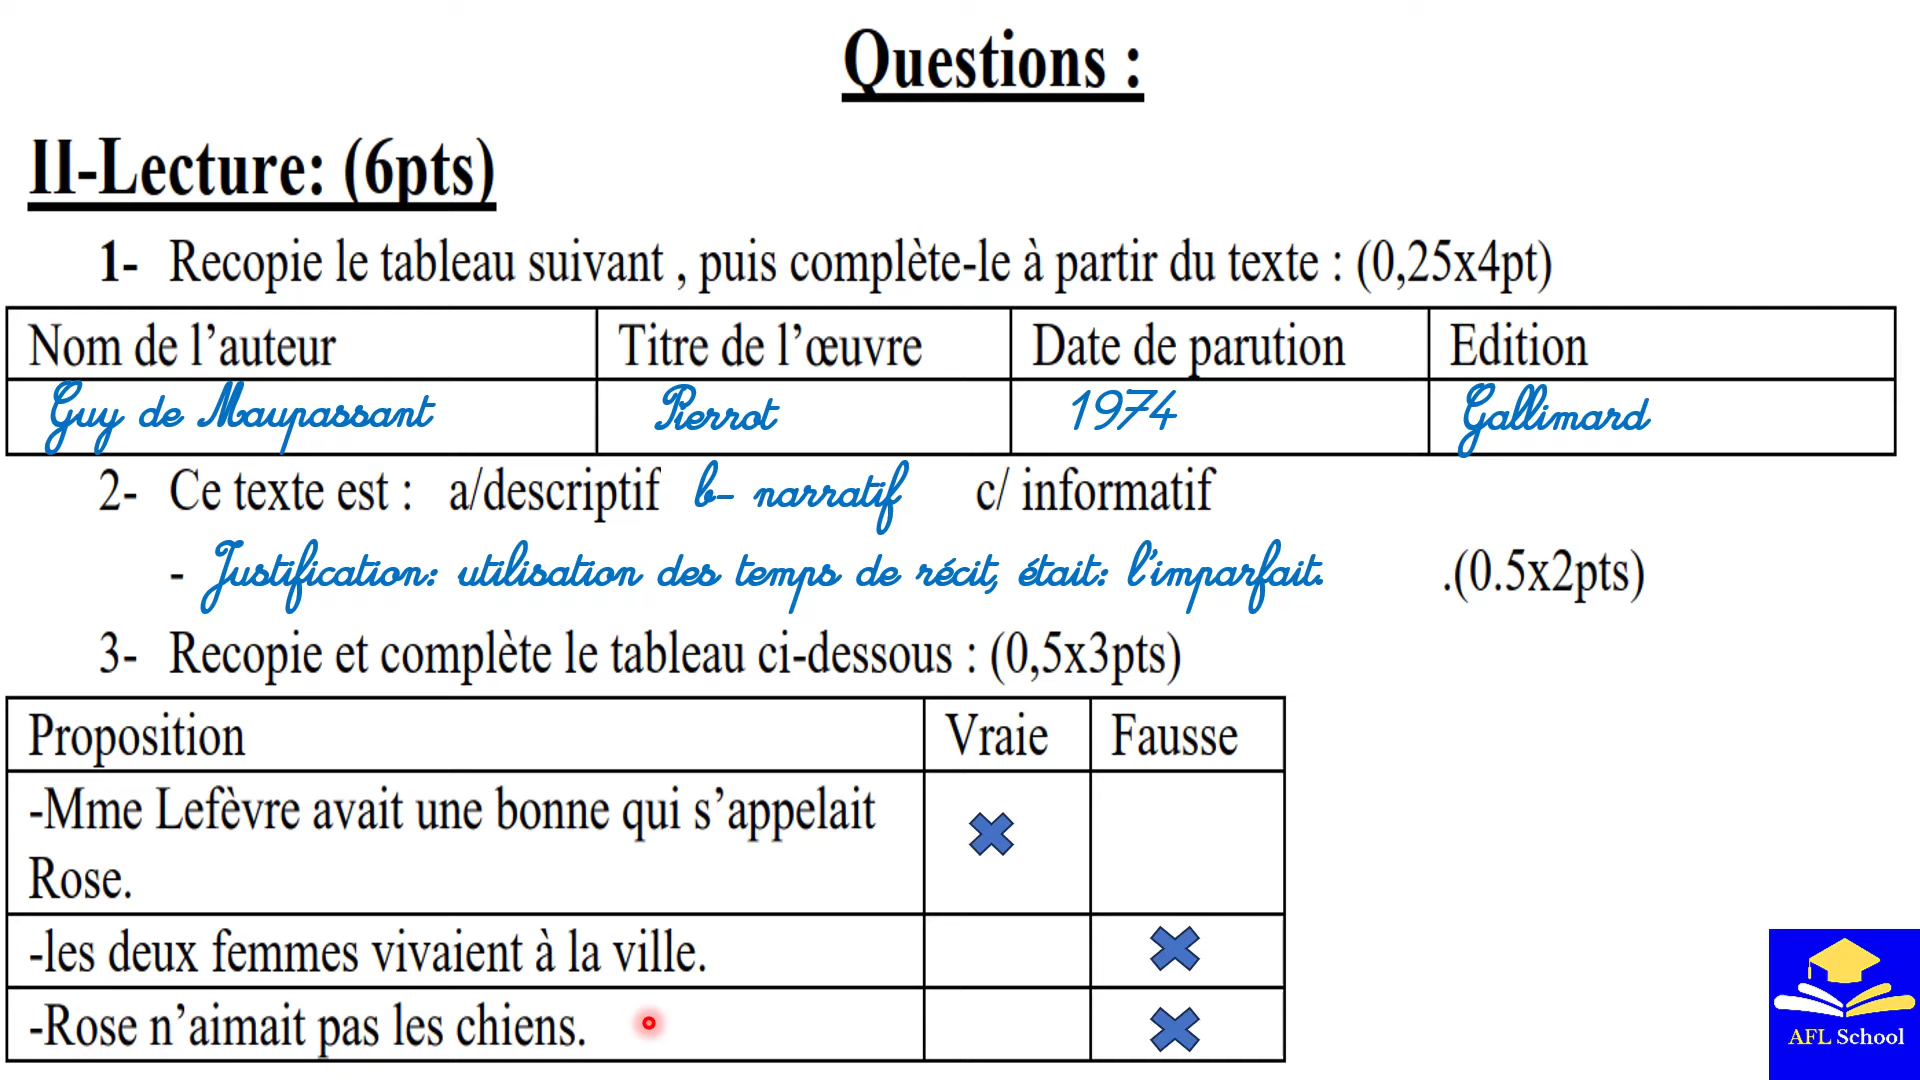 Questions :
II-Lecture: (6pts)
1- Recopie le tableau suivant , puis complète-le à partir du texte : (0,25x4pt)
Nom de l’auteur Titre de l’œuvre Date de parution Edition
Guy de Maupassant Pierrot 1974 Gallimard
2- Ce texte est : a/descriptif b- narratif c/ informatif
- Justification: utilisation des temps de récit, était: l'imparfait. .(0.5x2pts)
3- Recopie et complète le tableau ci-dessous : (0,5x3pts)
Proposition Vraie Fausse
-Mme Lefèvre avait une bonne qui s’appelait
Rose.
-les deux femmes vivaient à la ville.
-Rose n’aimait pas les chiens.
AFL School